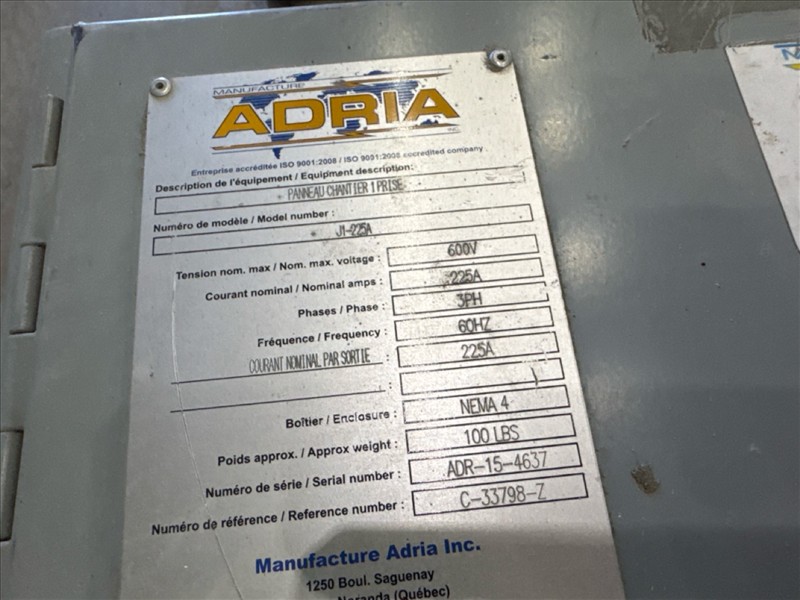 MANUFACTURE
ADRIA
Entreprise accréditée ISO 9001:2008 / ISO 9001:2008 accredited company
Description de l'équipement / Equipment description:
PANNEAU CHANTIER 1 PRISE
Numéro de modèle / Model number :
J1-225A
Tension nom. max / Nom. max. voltage : 600V
Courant nominal / Nominal amps : 225A
Phases / Phase : 3PH
Fréquence / Frequency : 60HZ
COURANT NOMINAL PAR SORTIE : 225A
:
Boîtier / Enclosure : NEMA 4
Poids approx. / Approx weight : 100 LBS
Numéro de série / Serial number : ADR-15-4637
Numéro de référence / Reference number : C-33798-Z
Manufacture Adria Inc.
1250 Boul. Saguenay
Noranda (Québec)